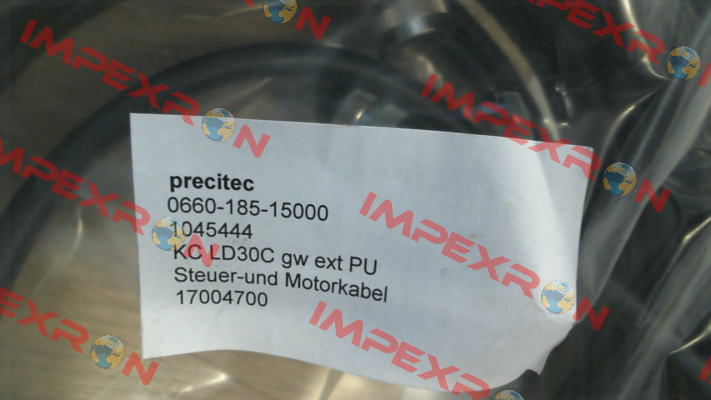 precitec
0660-185-15000
1045444
KC LD30C gw ext PU
Steuer-und Motorkabel
17004700
IMPEXRON
IMPEXRON
IMPEXRON
IMPEXRON
IMPEXRON
IMPEXRON
IMPEXRON